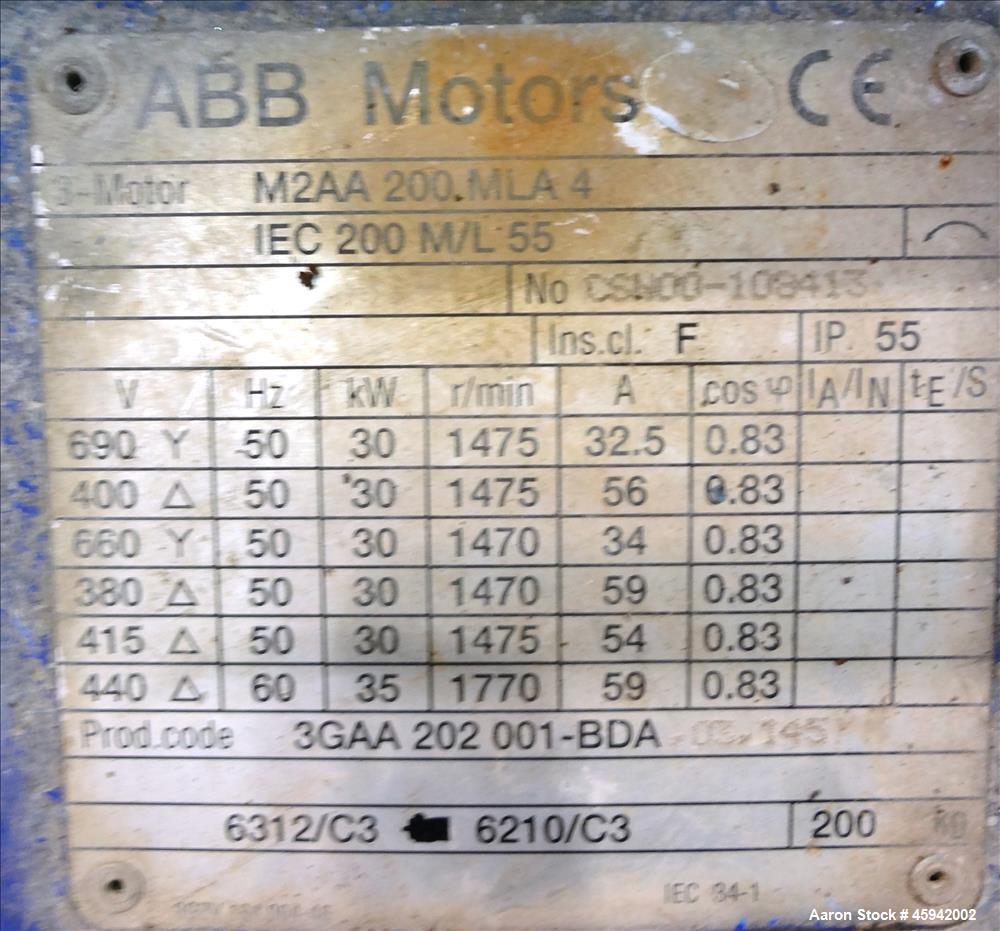 ABB Motors CE
3-Motor M2AA 200 MLA 4
IEC 200 M/L 55
No CSN00-108413
Ins.cl. F IP 55
V Hz kW r/min A cos φ IA/IN tE/S
690 Y 50 30 1475 32.5 0.83
400 Δ 50 30 1475 56 0.83
660 Y 50 30 1470 34 0.83
380 Δ 50 30 1470 59 0.83
415 Δ 50 30 1475 54 0.83
440 Δ 60 35 1770 59 0.83
Prod.code 3GAA 202 001-BDA
6312/C3 6210/C3 200 kg
IEC 34-1
Aaron Stock # 45942002